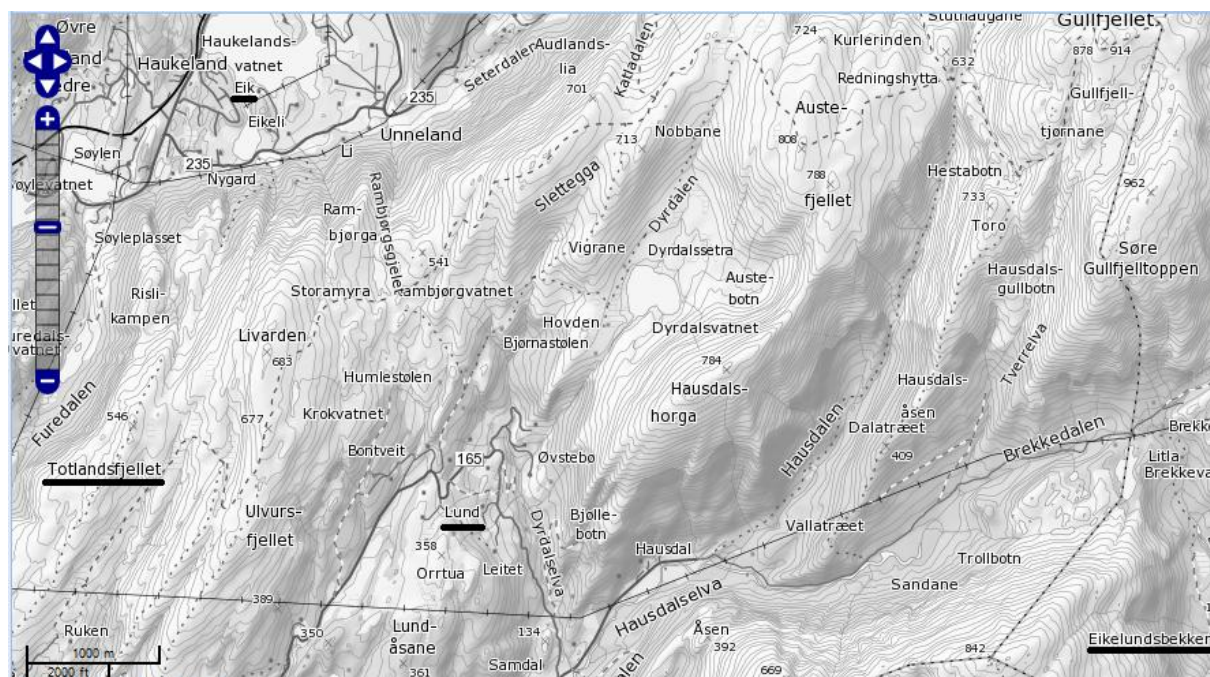 Øvre
Haukelands-
vatnet
Audlands-
lia
701
Katladalen
724
Kurlerinden
Stuthaugane
632
Gullfjellet
878
914
Haukeland
Eik
Eikeli
235
Seterdalen
Redningshytta
Gullfjell-
tjørnane
Unneland
Li
713
Nobbane
Auste-
808
788
fjellet
Søylen
235
Nygard
Slettegga
Dyrdalen
Hestabotn
733
Toro
962
Søyleplasset
Ram-
bjørga
Rambjørgsgjelet
541
Vigrane
Dyrdalssetra
Auste-
botn
Hausdals-
gullbotn
Søre
Gullfjelltoppen
Risli-
kampen
Storamyra
Rambjørgvatnet
Livarden
683
Hovden
Bjørnastølen
Dyrdalsvatnet
784
Tverrelva
Humlestølen
Hausdals-
horga
Hausdals-
åsen
Furedalen
546
677
Krokvatnet
Hausdalen
Dalatræet
409
Brekkedalen
Bontveit
165
Øvstebø
Litla
Totlandsfjellet
Ulvurs-
fjellet
Lund
Dyrdalselva
Bjølle-
botn
Vallatræet
358
Orrtua
Leitet
Hausdal
Trollbotn
Sandane
389
Hausdalselva
Ruken
350
Lund-
åsane
361
134
Samdal
Åsen
392
669
842
Eikelundsbekken
1000 m
2000 ft